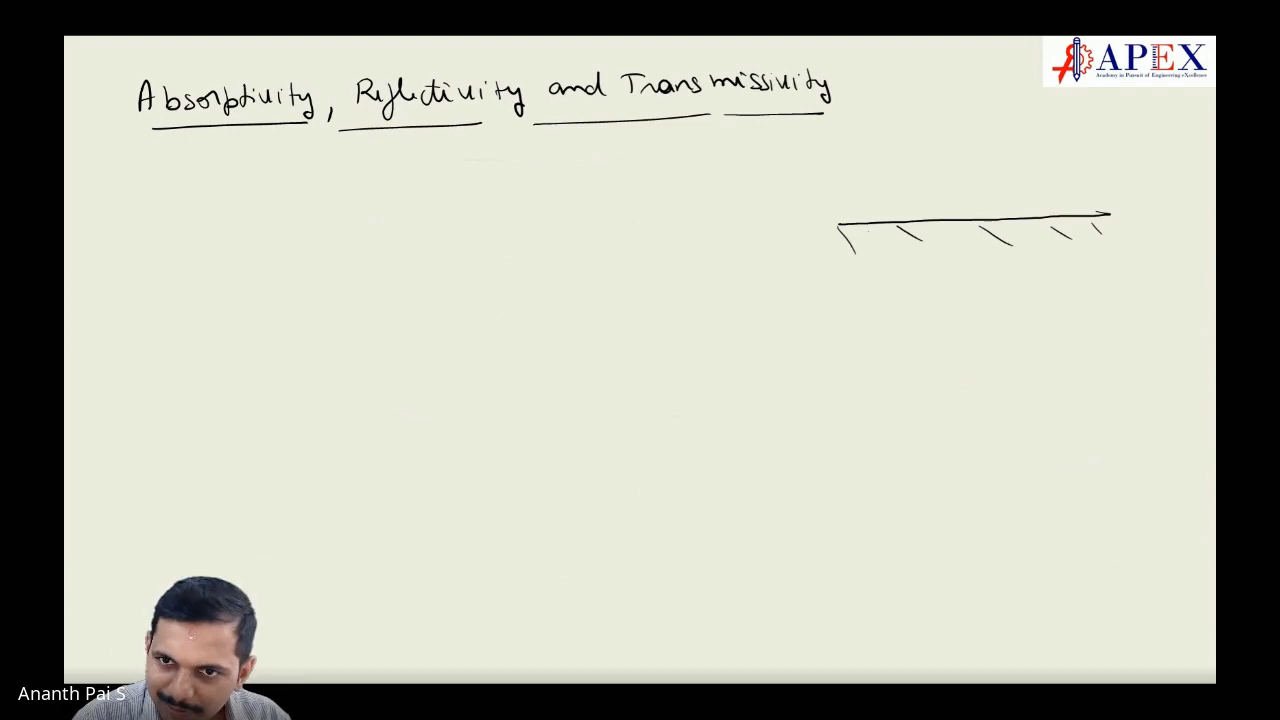 Absorptivity, Reflectivity and Transmissivity
APEX
Academy in Pursuit of Engineering eXcellence
Ananth Pai S